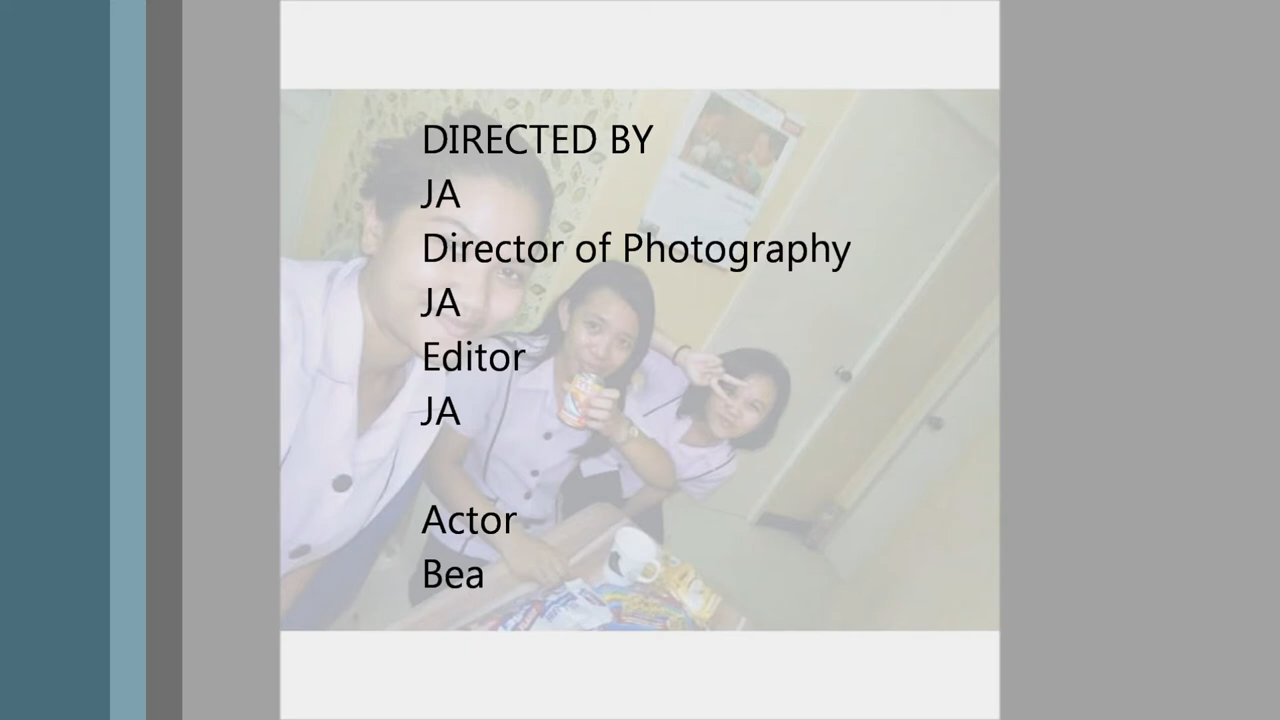 DIRECTED BY
JA
Director of Photography
JA
Editor
JA
Actor
Bea